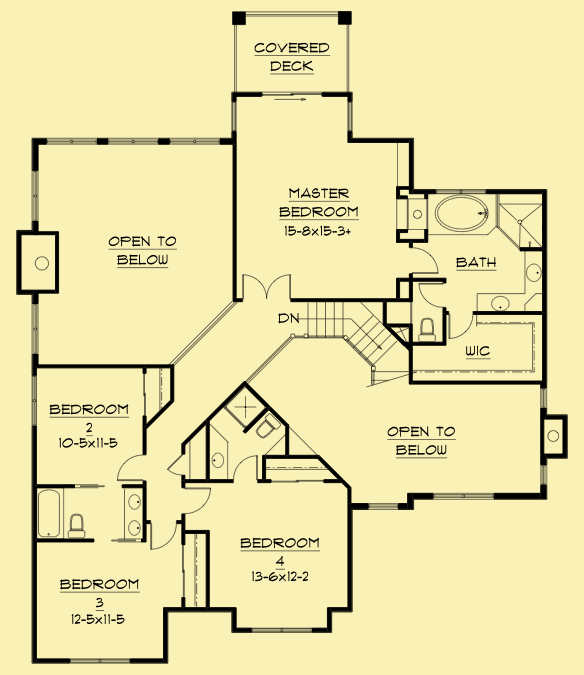 COVERED
DECK
MASTER
BEDROOM
15-8x15-3+
OPEN TO
BELOW
BATH
DN
WIC
BEDROOM
2
10-5x11-5
OPEN TO
BELOW
BEDROOM
4
13-6x12-2
BEDROOM
3
12-5x11-5